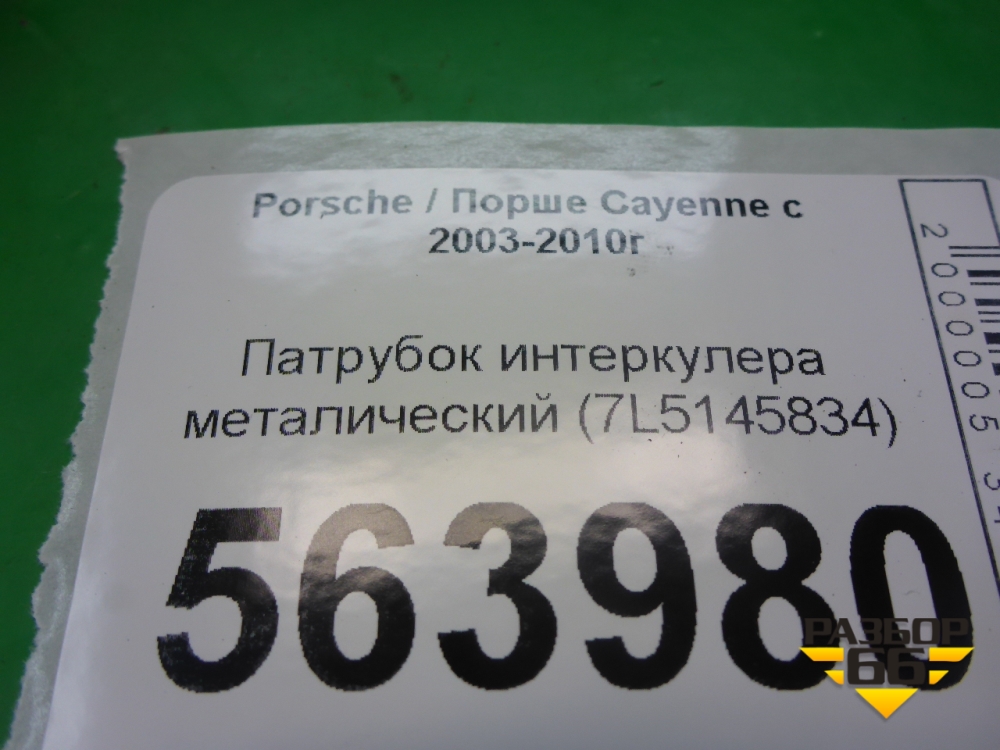 Porsche / Порше Cayenne с
2003-2010г
Патрубок интеркулера
металический (7L5145834)
563980
РАЗБОР
66